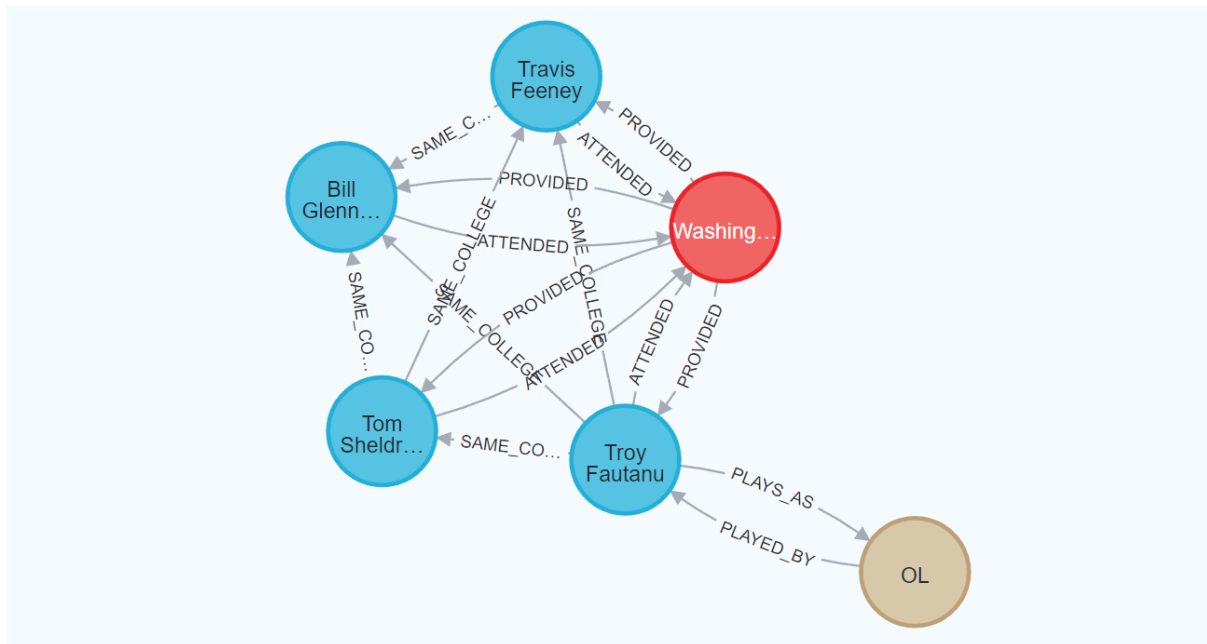 Travis
Feeney
PROVIDED
SAME_C…
ATTENDED
Bill
Glenn…
PROVIDED
Washing…
ATTENDED
SAME_COLLEGE
SAME_COLLEGE
PROVIDED
SAME_CO…
SAME_COLLEGE
ATTENDED
ATTENDED
PROVIDED
Tom
Sheldr…
SAME_CO…
Troy
Fautanu
PLAYS_AS
PLAYED_BY
OL